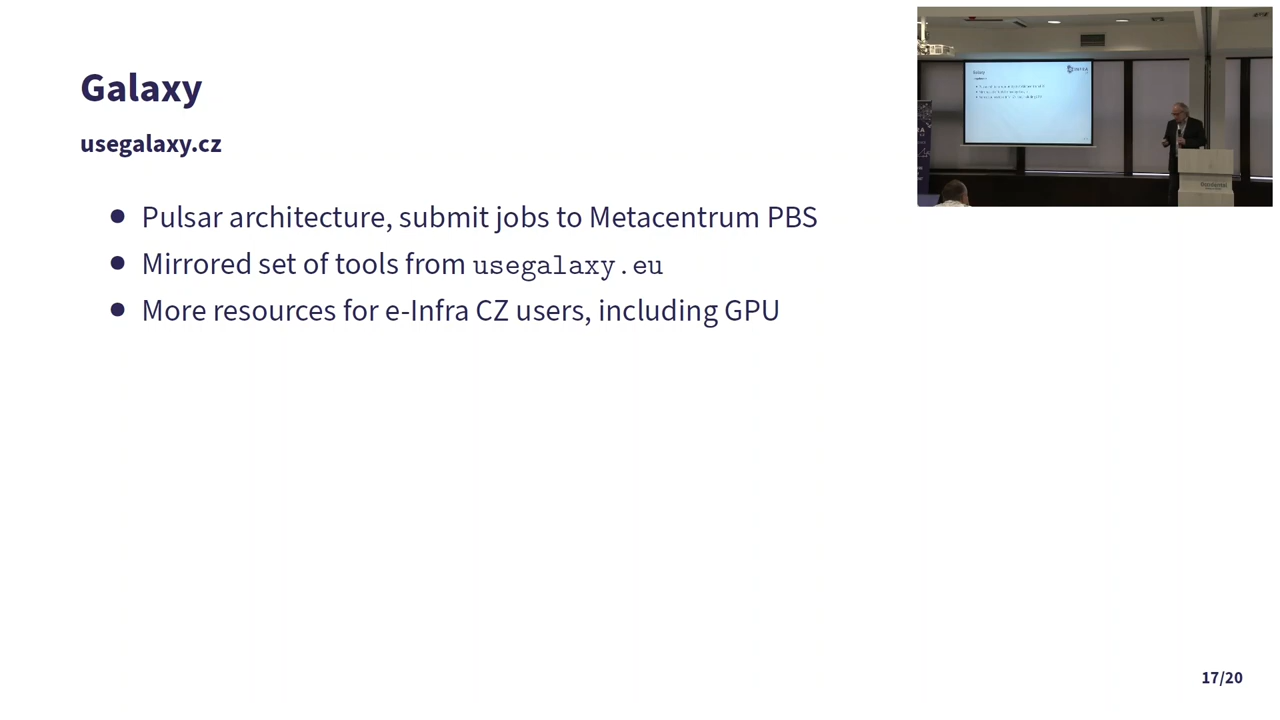 Galaxy
usegalaxy.cz
● Pulsar architecture, submit jobs to Metacentrum PBS
● Mirrored set of tools from usegalaxy.eu
● More resources for e-Infra CZ users, including GPU
17/20